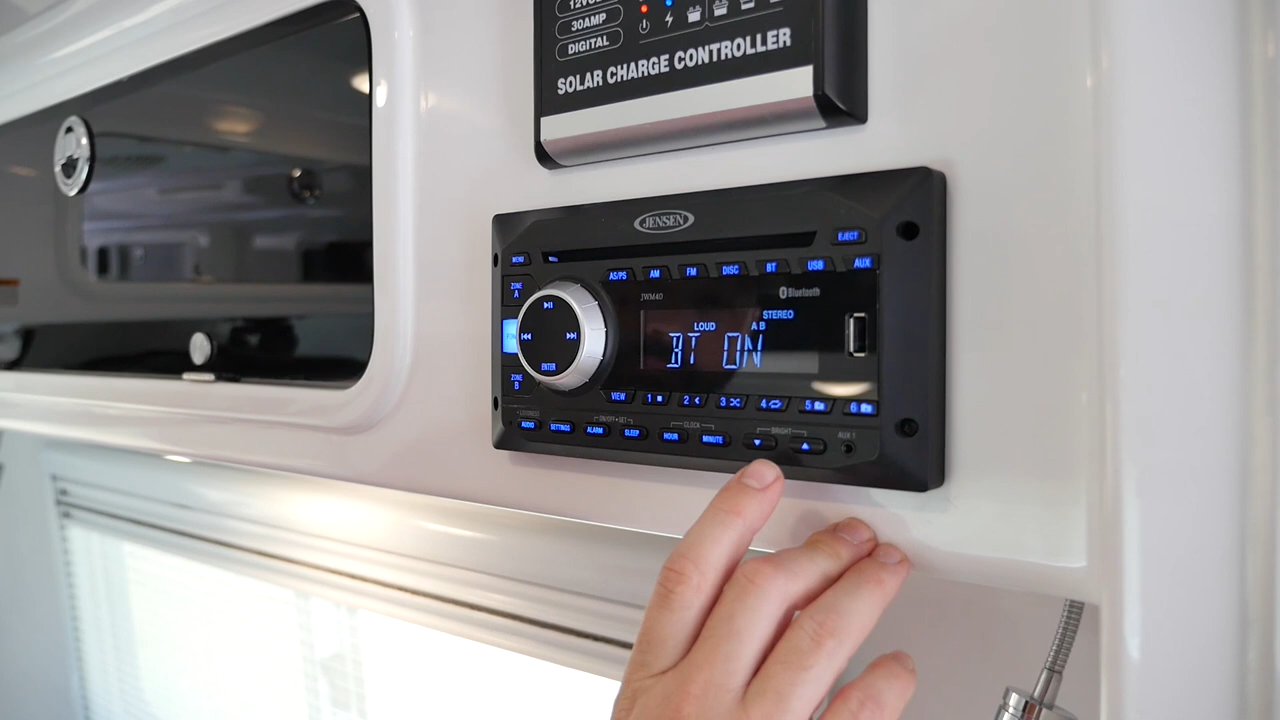 30AMP
DIGITAL
SOLAR CHARGE CONTROLLER
JENSEN
EJECT
MENU
AS/PS AM FM DISC BT USB AUX
ZONE A
JWM40
Bluetooth
STEREO
LOUD A B
BT ON
ENTER
ZONE B
VIEW 1 2 3 4 5 6
LOUDNESS ON/OFF • SET CLOCK BRIGHT AUX 1
AUDIO SETTINGS ALARM SLEEP HOUR MINUTE